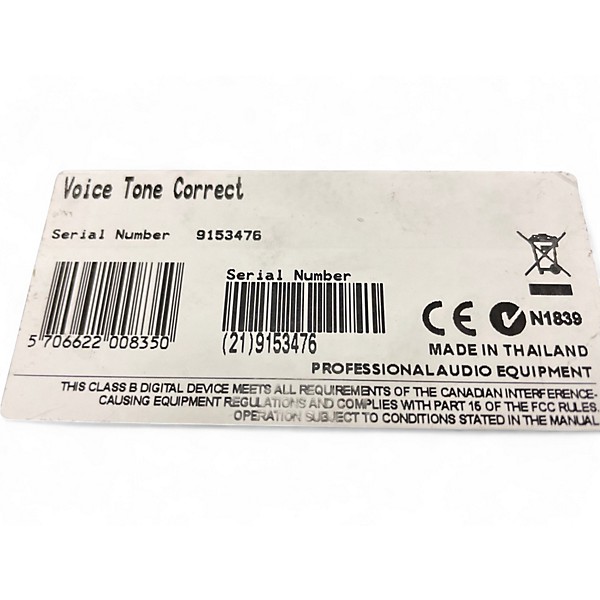 Voice Tone Correct
Serial Number 9153476
Serial Number
5 706622 008350
(21)9153476
CE N1839
MADE IN THAILAND
PROFESSIONAL AUDIO EQUIPMENT
THIS CLASS B DIGITAL DEVICE MEETS ALL REQUIREMENTS OF THE CANADIAN INTERFERENCE-
CAUSING EQUIPMENT REGULATIONS AND COMPLIES WITH PART 15 OF THE FCC RULES.
OPERATION SUBJECT TO CONDITIONS STATED IN THE MANUAL